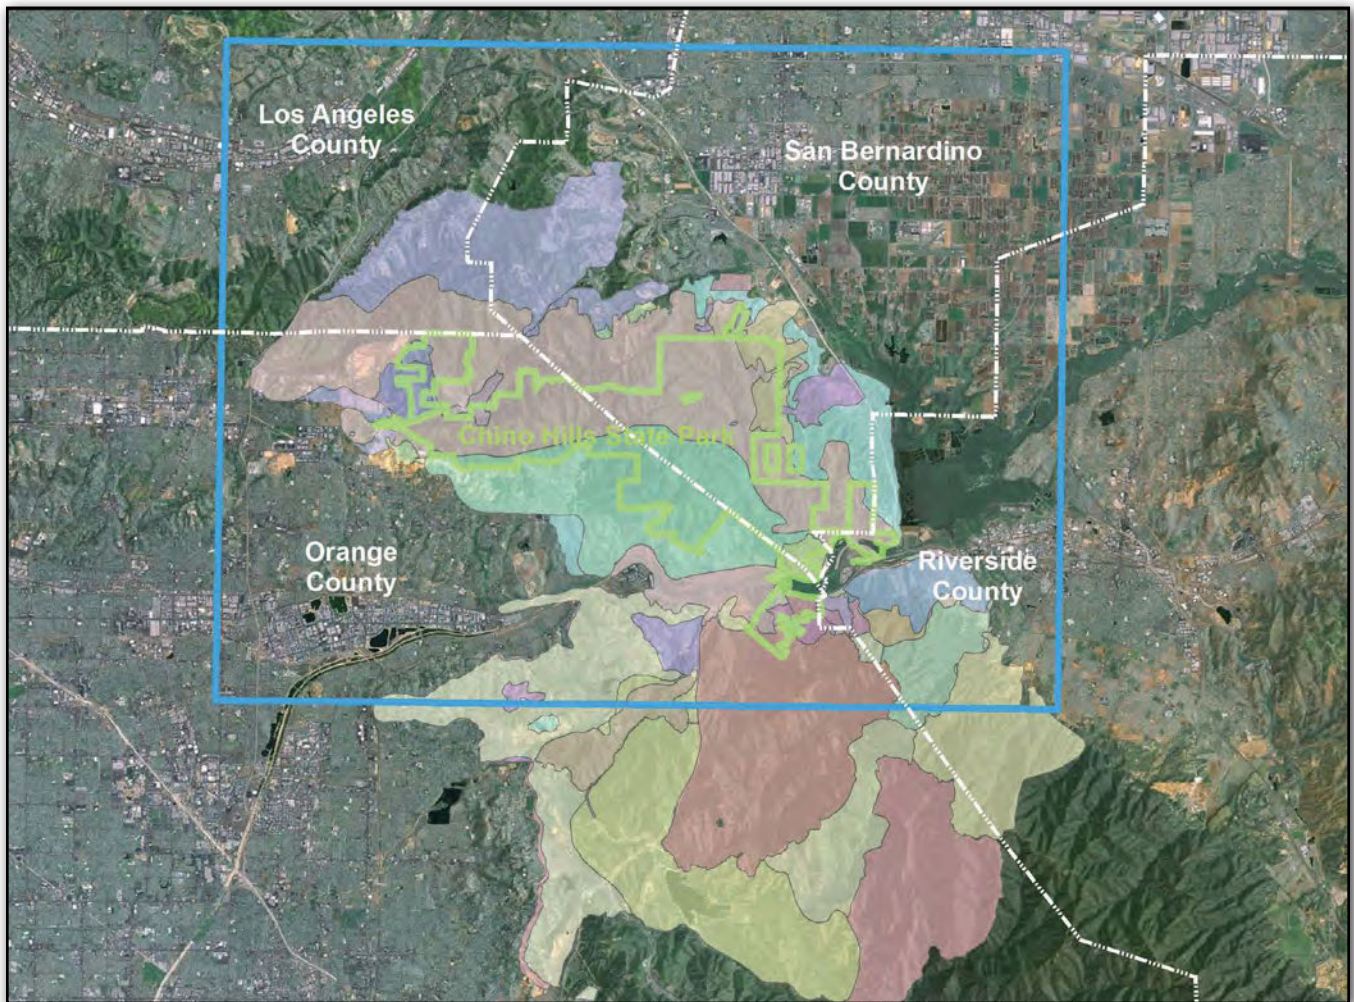 Los Angeles
County
San Bernardino
County
Chino Hills State Park
Orange
County
Riverside
County